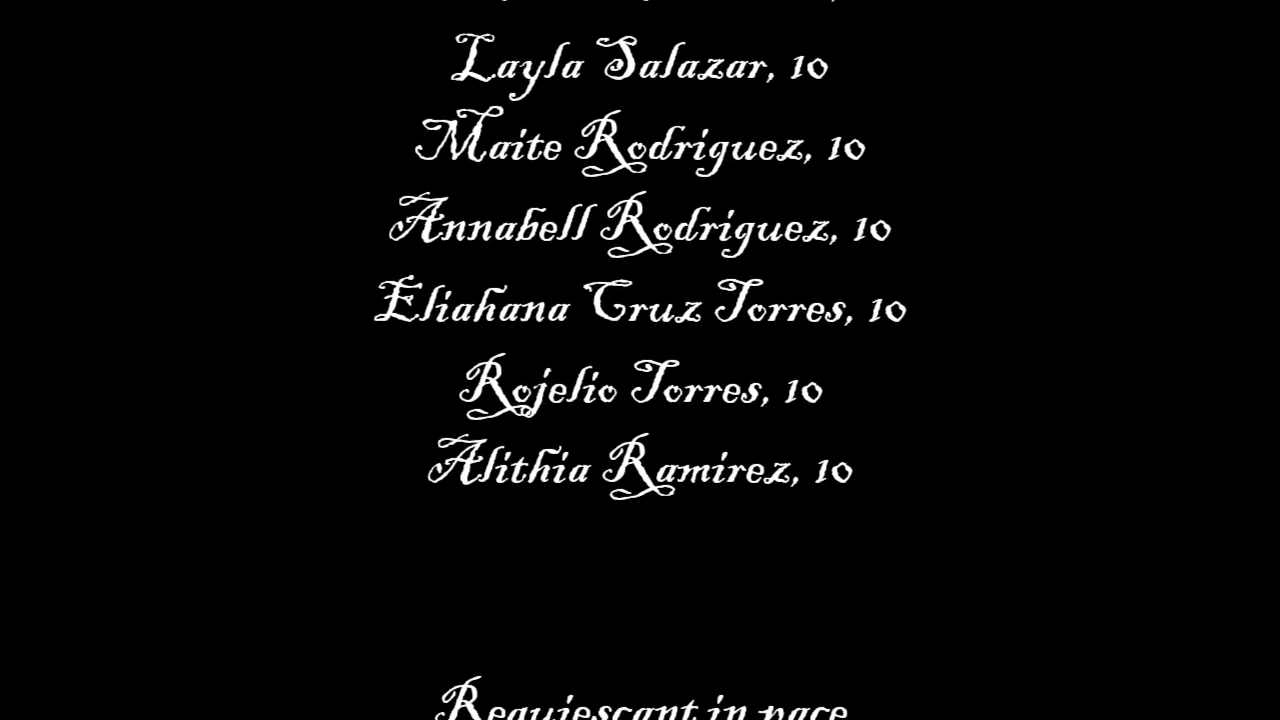 Layla Salazar, 10
Maite Rodriguez, 10
Annabell Rodriguez, 10
Eliahana Cruz Torres, 10
Rojelio Torres, 10
Alithia Ramirez, 10
Requiescant in pace